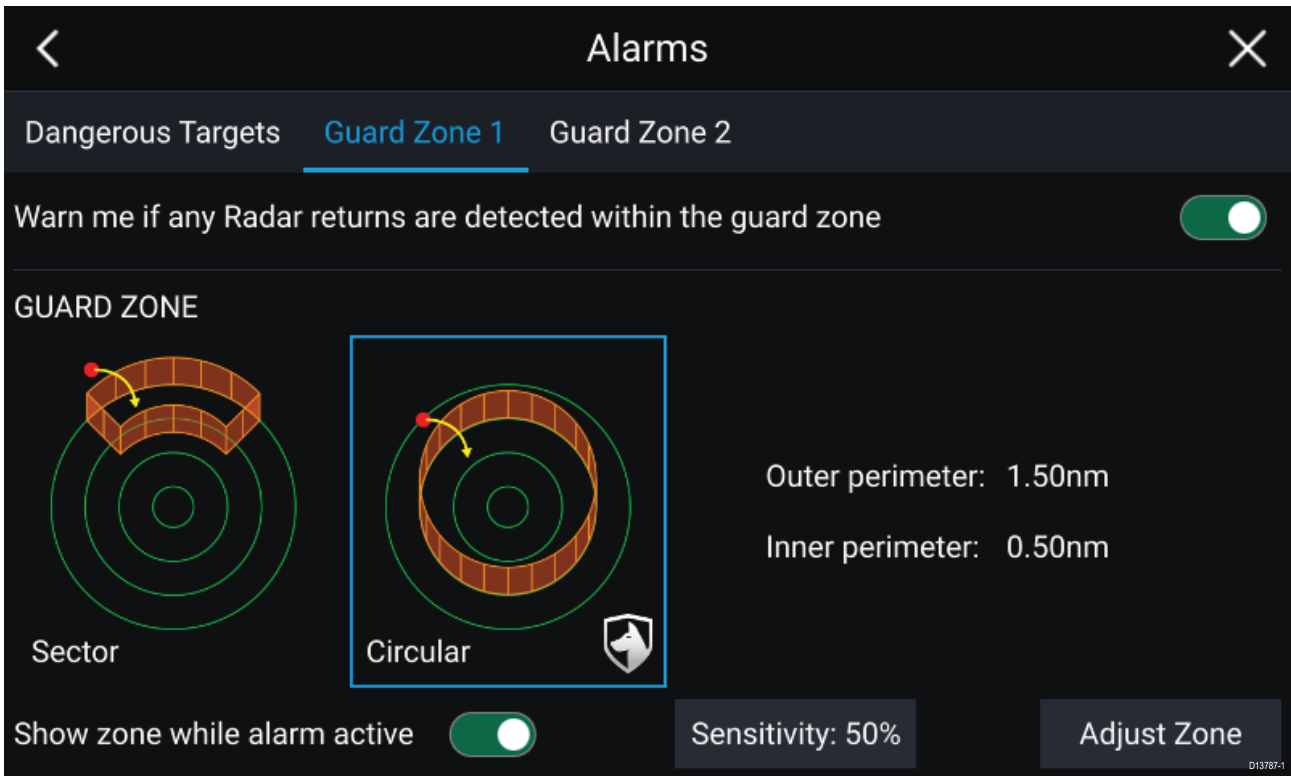 Alarms
Dangerous Targets Guard Zone 1 Guard Zone 2
Warn me if any Radar returns are detected within the guard zone
GUARD ZONE
Outer perimeter: 1.50nm
Inner perimeter: 0.50nm
Sector Circular
Show zone while alarm active Sensitivity: 50% Adjust Zone
D13787-1